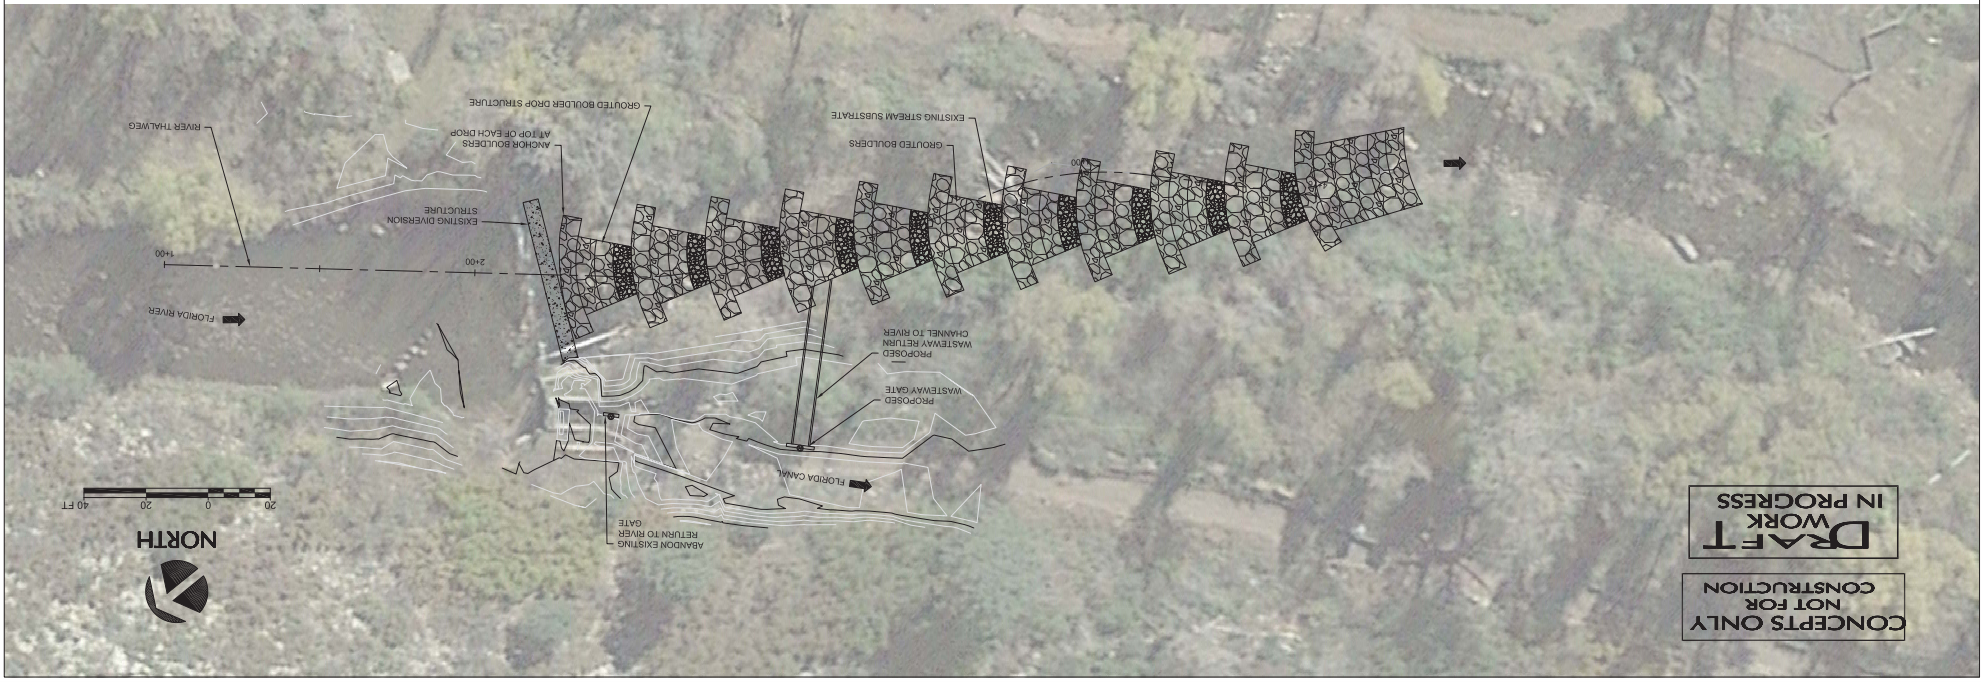 CONCEPTS ONLY
NOT FOR
CONSTRUCTION
DRAFT
WORK
IN PROGRESS
NORTH
20 0 20 40 FT
ABANDON EXISTING
RETURN TO RIVER
GATE
FLORIDA CANAL
PROPOSED
WASTEWAY GATE
PROPOSED
WASTEWAY RETURN
CHANNEL TO RIVER
FLORIDA RIVER
2+00
1+00
EXISTING DIVERSION
STRUCTURE
GROUTED BOULDERS
ANCHOR BOULDERS
AT TOP OF EACH DROP
RIVER THALWEG
EXISTING STREAM SUBSTRATE
GROUTED BOULDER DROP STRUCTURE